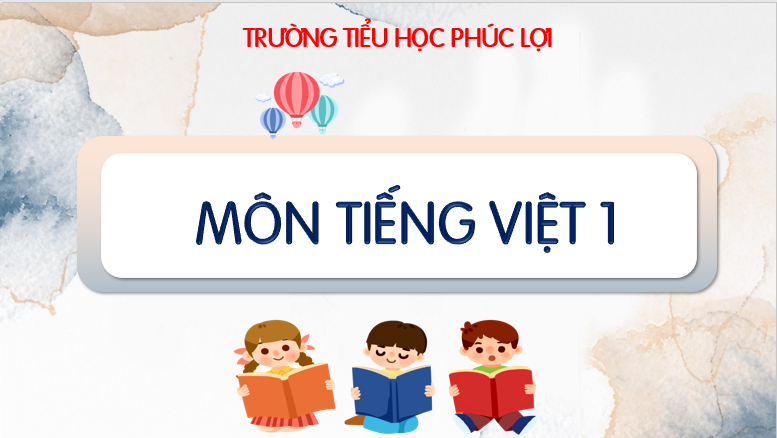 TRƯỜNG TIỂU HỌC PHÚC LỢI
MÔN TIẾNG VIỆT 1